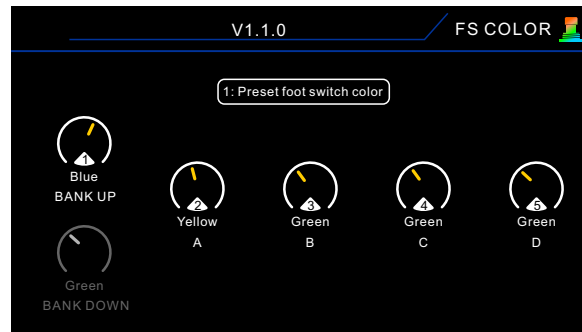 V1.1.0
FS COLOR
1: Preset foot switch color
1
Blue
BANK UP
2
Yellow
A
3
Green
B
4
Green
C
5
Green
D
Green
BANK DOWN